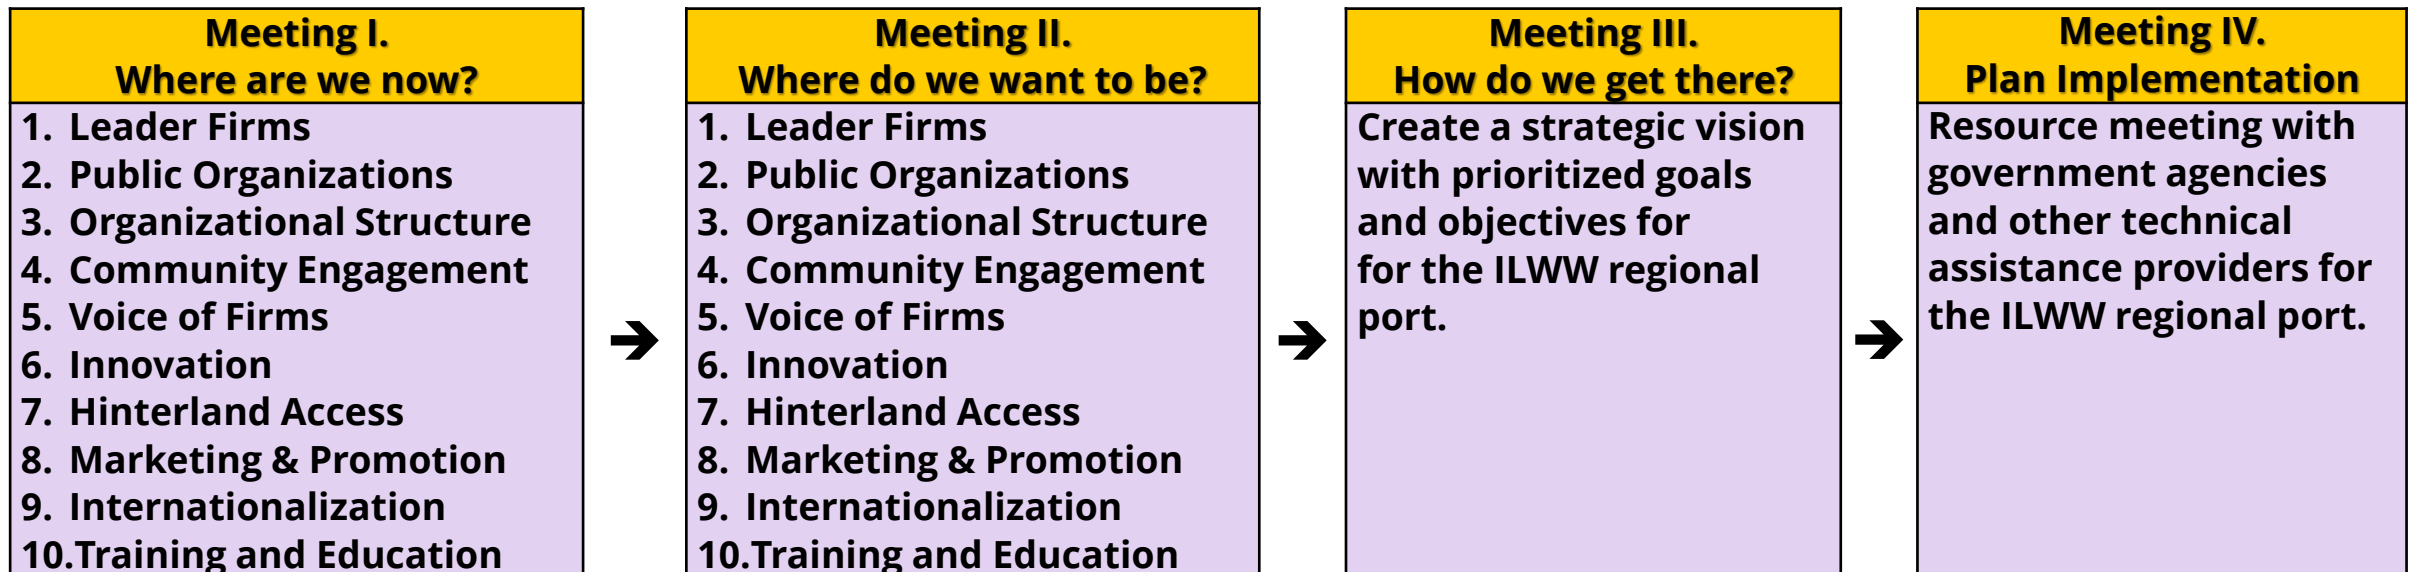 Meeting I.
Where are we now?
1. Leader Firms
2. Public Organizations
3. Organizational Structure
4. Community Engagement
5. Voice of Firms
6. Innovation
7. Hinterland Access
8. Marketing & Promotion
9. Internationalization
10.Training and Education
Meeting II.
Where do we want to be?
1. Leader Firms
2. Public Organizations
3. Organizational Structure
4. Community Engagement
5. Voice of Firms
6. Innovation
7. Hinterland Access
8. Marketing & Promotion
9. Internationalization
10.Training and Education
Meeting III.
How do we get there?
Create a strategic vision
with prioritized goals
and objectives for
for the ILWW regional
port.
Meeting IV.
Plan Implementation
Resource meeting with
government agencies
and other technical
assistance providers for
the ILWW regional port.